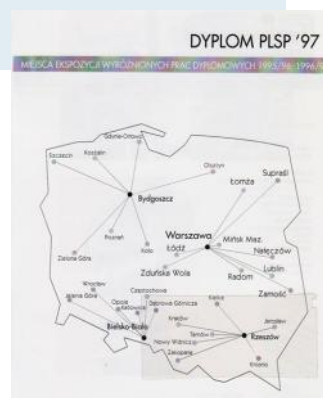 DYPLOM PLSP '97
MIEJSCA EKSPOZYCJI WYRÓŻNIONYCH PRAC DYPLOMOWYCH 1995/96, 1996/9
Gdynia-Orłowo
Koszalin
Szczecin
Olsztyn
Supraśl
Łomża
Bydgoszcz
Poznań
Koło
Warszawa
Mińsk Maz.
Łódź
Nałęczów
Zielona Góra
Zduńska Wola
Lublin
Radom
Wrocław
Częstochowa
Zamość
Jelenia Góra
Opole
Dąbrowa Górnicza
Katowice
Kielce
Bielsko-Biała
Kraków
Jarosław
Tarnów
Rzeszów
Nowy Wiśnicz
Zakopane
Krosno